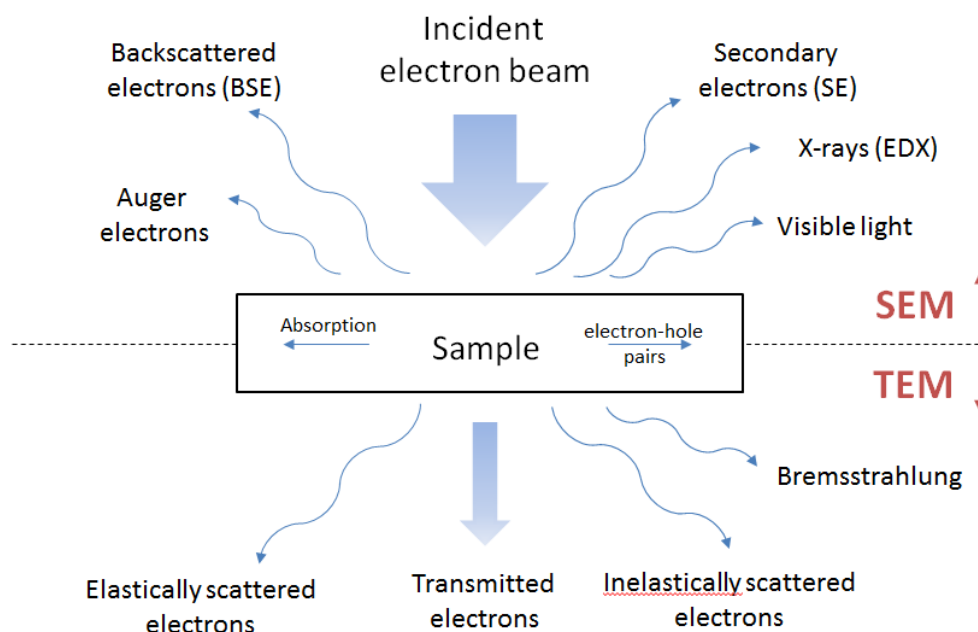 Incident
electron beam
Backscattered
electrons (BSE)
Secondary
electrons (SE)
X-rays (EDX)
Auger
electrons
Visible light
SEM
Absorption
Sample
electron-hole
pairs
TEM
Bremsstrahlung
Elastically scattered
electrons
Transmitted
electrons
Inelastically scattered
electrons